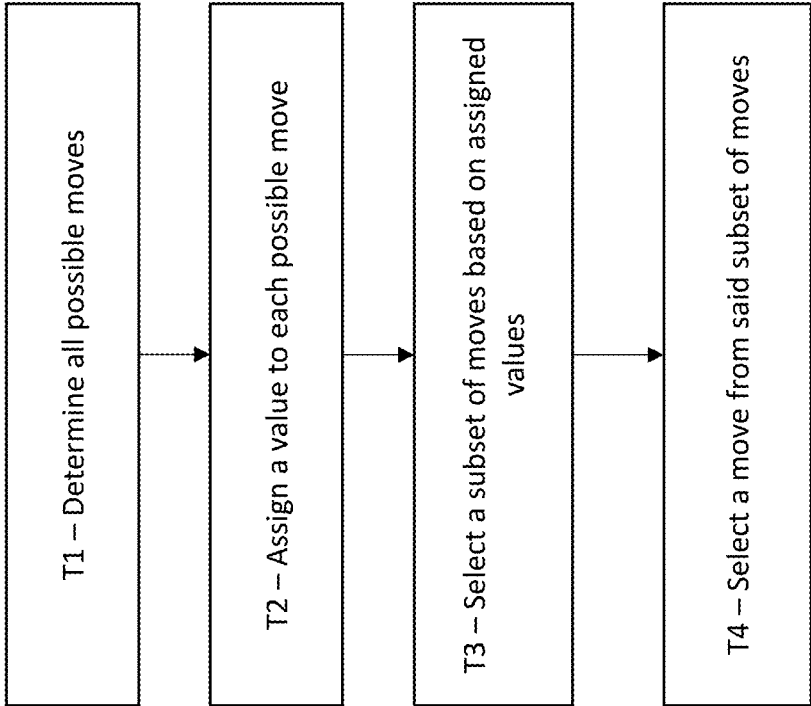 T1 – Determine all possible moves
T2 – Assign a value to each possible move
T3 – Select a subset of moves based on assigned
values
T4 – Select a move from said subset of moves